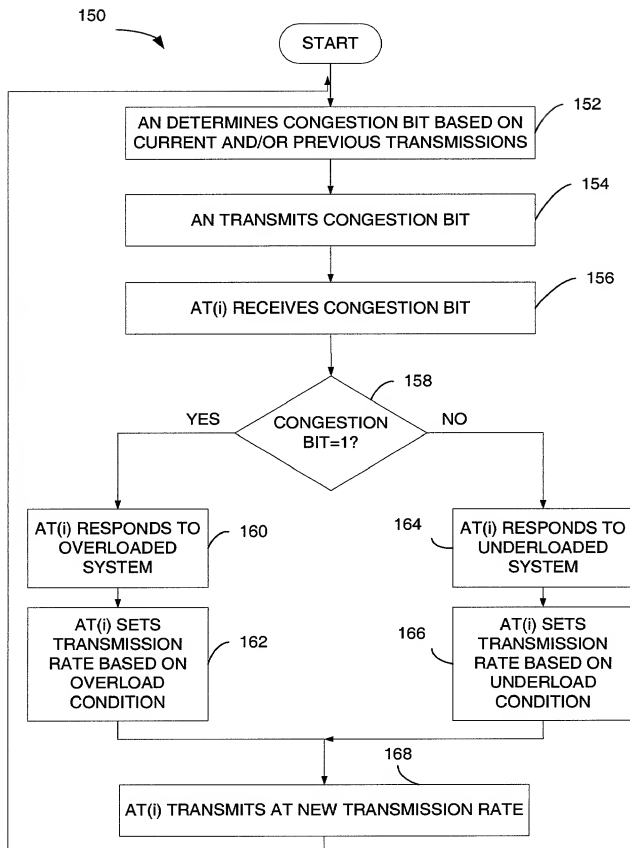 150
START
AN DETERMINES CONGESTION BIT BASED ON
CURRENT AND/OR PREVIOUS TRANSMISSIONS
152
AN TRANSMITS CONGESTION BIT
154
AT(i) RECEIVES CONGESTION BIT
156
158
YES
CONGESTION
BIT=1?
NO
AT(i) RESPONDS TO
OVERLOADED
SYSTEM
160
164
AT(i) RESPONDS TO
UNDERLOADED
SYSTEM
AT(i) SETS
TRANSMISSION
RATE BASED ON
OVERLOAD
CONDITION
162
166
AT(i) SETS
TRANSMISSION
RATE BASED ON
UNDERLOAD
CONDITION
168
AT(i) TRANSMITS AT NEW TRANSMISSION RATE